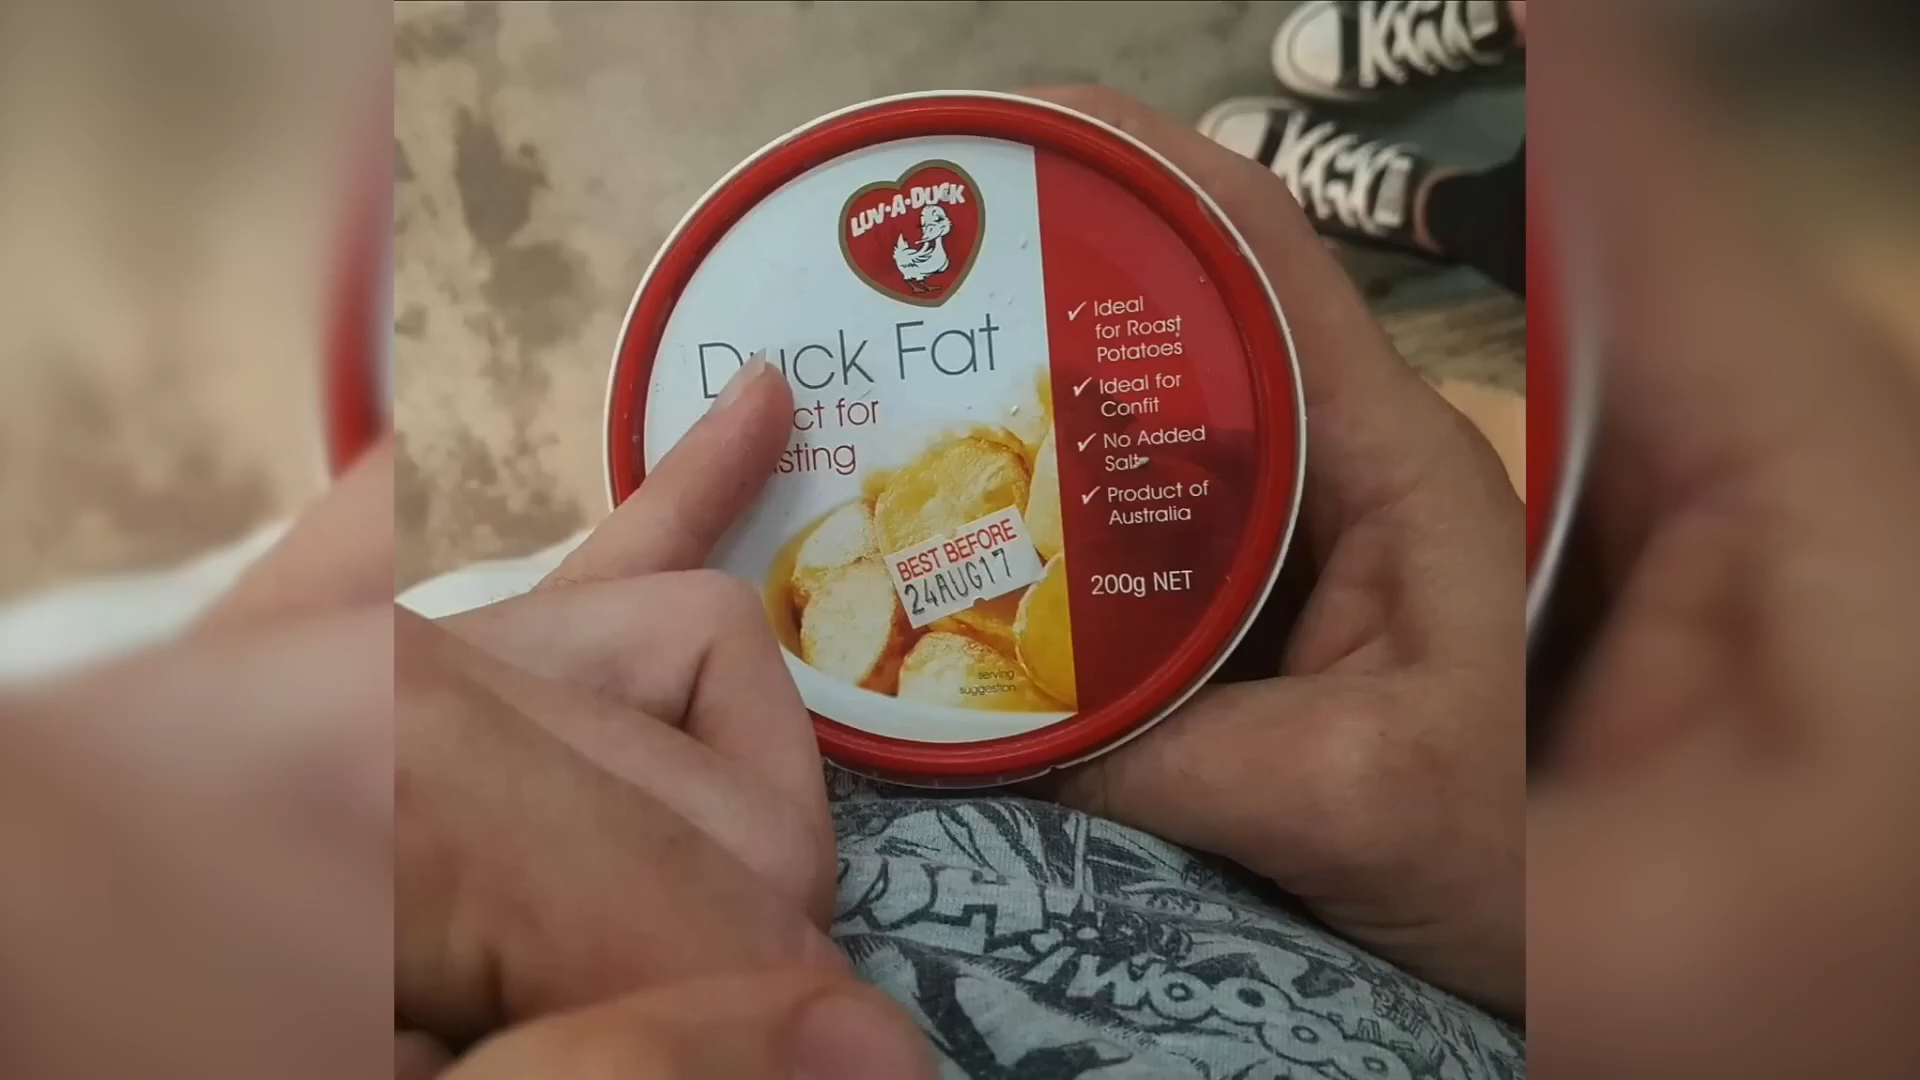 LUV·A·DUCK
Duck Fat
ct for
sting
✓ Ideal
for Roast
Potatoes
✓ Ideal for
Confit
✓ No Added
Salt
✓ Product of
Australia
200g NET
BEST BEFORE
24AUG17
serving
suggestion